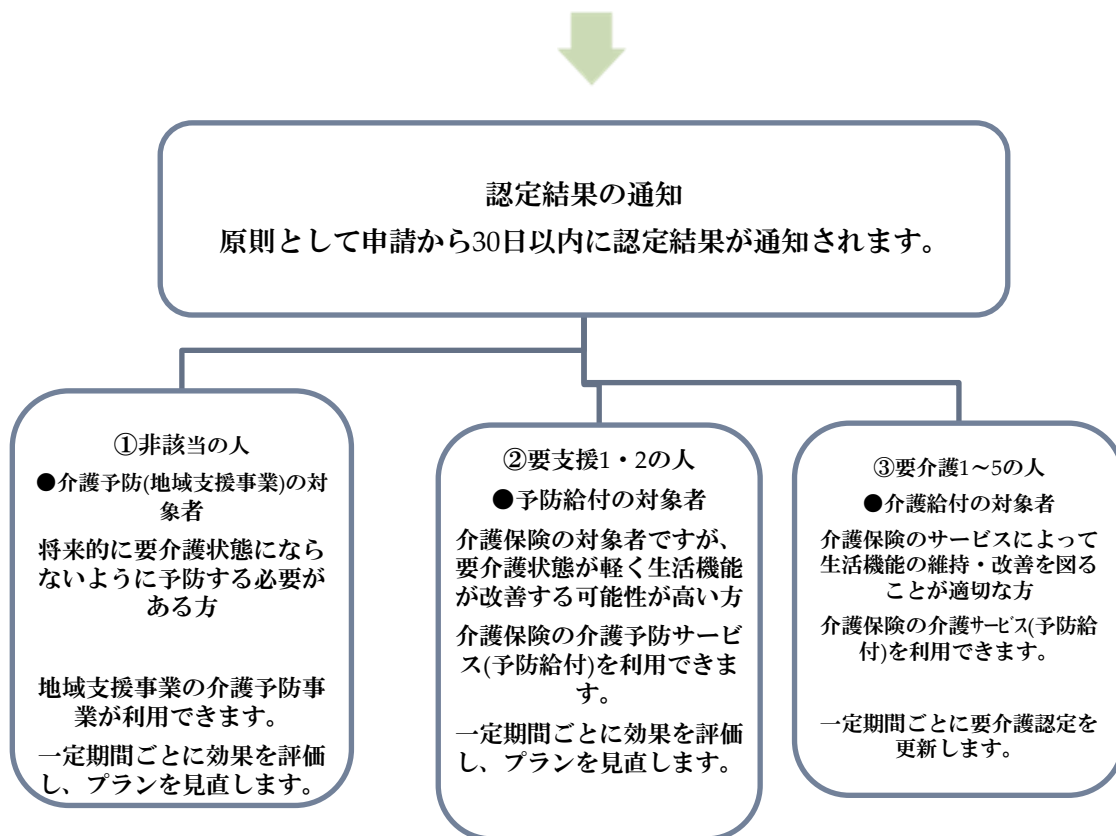 認定結果の通知
原則として申請から30日以内に認定結果が通知されます。
①非該当の人
●介護予防(地域支援事業)の対
象者
将来的に要介護状態になら
ないように予防する必要が
ある方
地域支援事業の介護予防事
業が利用できます。
一定期間ごとに効果を評価
し、プランを見直します。
②要支援1・2の人
●予防給付の対象者
介護保険の対象者ですが、
要介護状態が軽く生活機能
が改善する可能性が高い方
介護保険の介護予防サービ
ス(予防給付)を利用できま
す。
一定期間ごとに効果を評価
し、プランを見直します。
③要介護1～5の人
●介護給付の対象者
介護保険のサービスによって
生活機能の維持・改善を図る
ことが適切な方
介護保険の介護サービス(予防給
付)を利用できます。
一定期間ごとに要介護認定を
更新します。